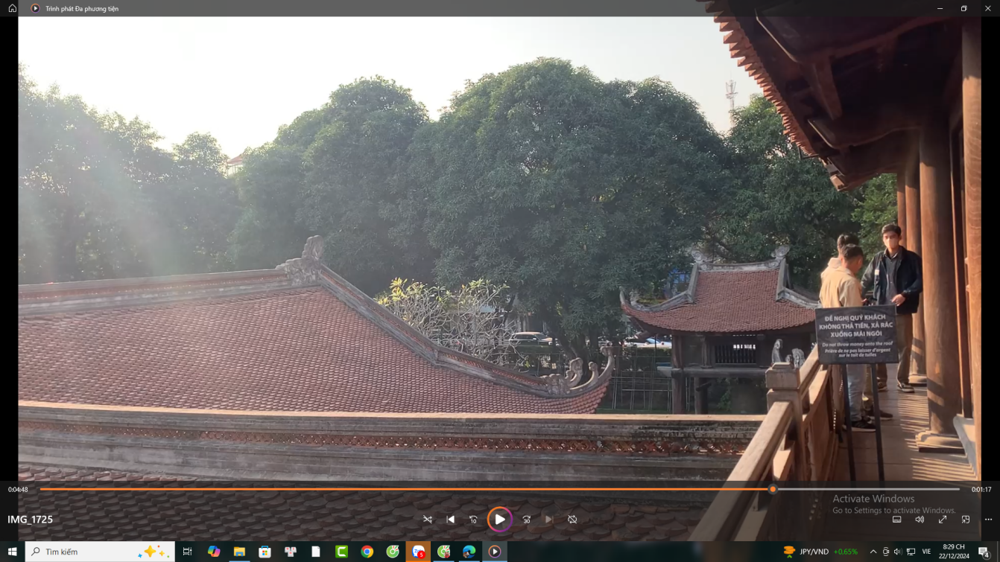 Trình phát Đa phương tiện
ĐỀ NGHỊ QUÝ KHÁCH
KHÔNG THẢ TIỀN, XẢ RÁC
XUỐNG MÁI NGÓI
Do not throw money onto the roof
Prière de ne pas laisser d'argent
sur le toit de tuiles
0:04:48
0:01:17
Activate Windows
Go to Settings to activate Windows.
IMG_1725
10
30
Tìm kiếm
5
JPY/VND +0,65%
VIE
8:29 CH
22/12/2024